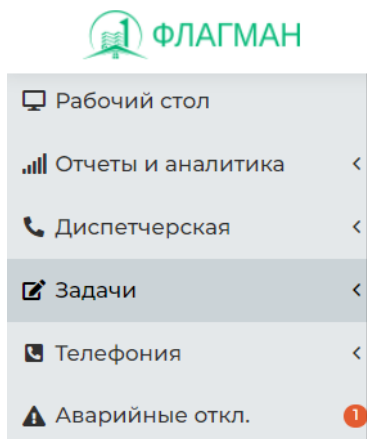 ФЛАГМАН
Рабочий стол
Отчеты и аналитика
Диспетчерская
Задачи
Телефония
Аварийные откл. 1